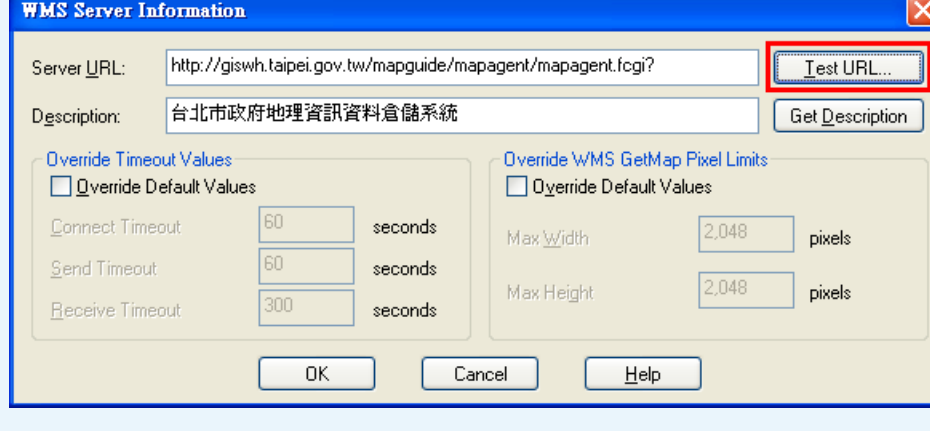 WMS Server Information
Server URL: http://giswh.taipei.gov.tw/mapguide/mapagent/mapagent.fcgi? Test URL...
Description: 台北市政府地理資訊資料倉儲系統 Get Description
Override Timeout Values
Override Default Values
Connect Timeout 60 seconds
Send Timeout 60 seconds
Receive Timeout 300 seconds
Override WMS GetMap Pixel Limits
Override Default Values
Max Width 2,048 pixels
Max Height 2,048 pixels
OK Cancel Help